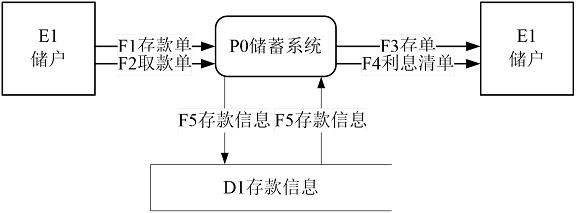 E1
储户
F1存款单
F2取款单
P0储蓄系统
F3存单
F4利息清单
E1
储户
F5存款信息
F5存款信息
D1存款信息